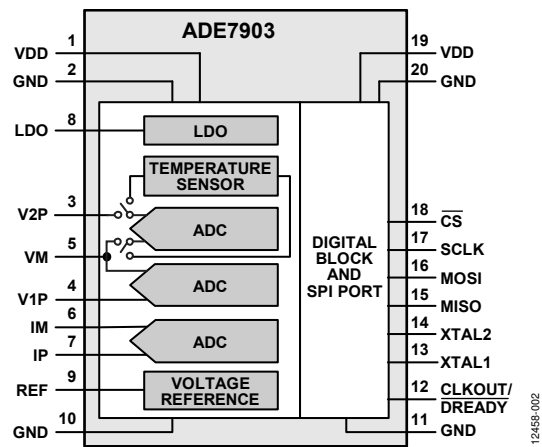 ADE7903
1
VDD
2
GND
8
LDO
3
V2P
5
VM
4
V1P
6
IM
7
IP
9
REF
10
GND
LDO
TEMPERATURE
SENSOR
ADC
ADC
ADC
VOLTAGE
REFERENCE
DIGITAL
BLOCK
AND
SPI PORT
19
VDD
20
GND
18
CS
17
SCLK
16
MOSI
15
MISO
14
XTAL2
13
XTAL1
12
CLKOUT/
DREADY
11
GND
12458-002